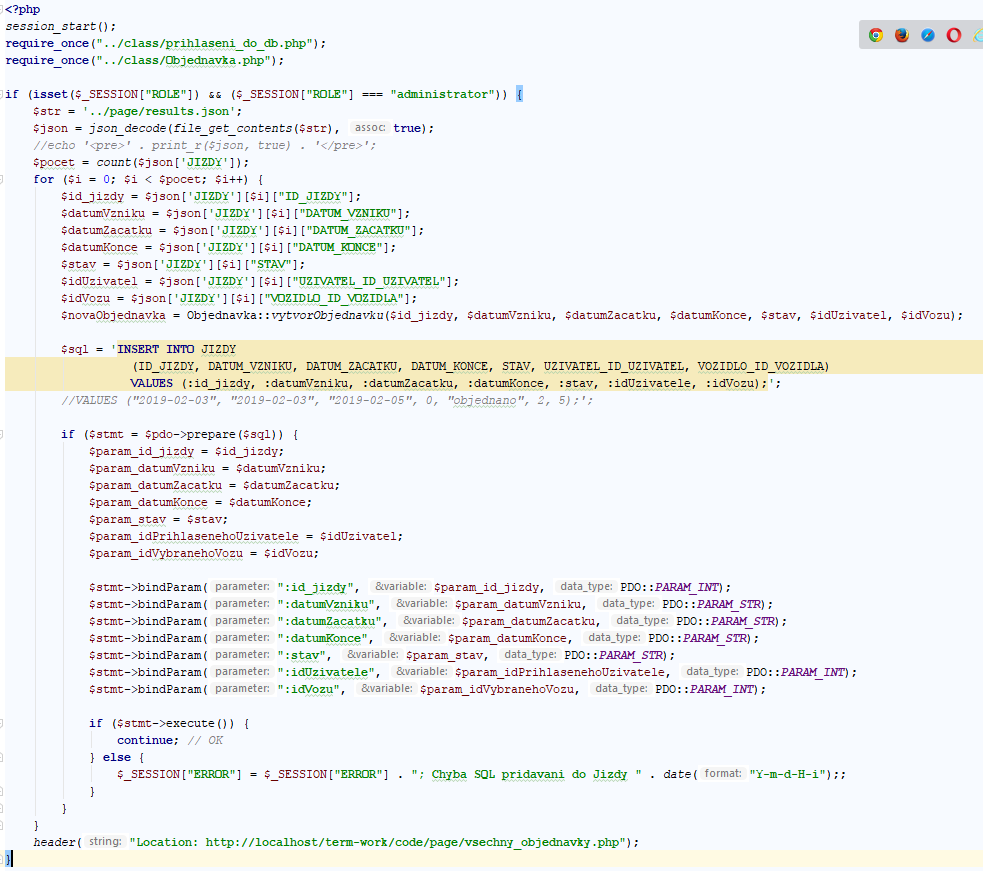 <?php
session_start();
require_once("../class/prihlaseni_do_db.php");
require_once("../class/Objednavka.php");
if (isset($_SESSION["ROLE"]) && ($_SESSION["ROLE"] === "administrator")) {
$str = '../page/results.json';
$json = json_decode(file_get_contents($str), assoc: true);
//echo '<pre>' . print_r($json, true) . '</pre>';
$pocet = count($json['JIZDY']);
for ($i = 0; $i < $pocet; $i++) {
$id_jizdy = $json['JIZDY'][$i]["ID_JIZDY"];
$datumVzniku = $json['JIZDY'][$i]["DATUM_VZNIKU"];
$datumZacatku = $json['JIZDY'][$i]["DATUM_ZACATKU"];
$datumKonce = $json['JIZDY'][$i]["DATUM_KONCE"];
$stav = $json['JIZDY'][$i]["STAV"];
$idUzivatel = $json['JIZDY'][$i]["UZIVATEL_ID_UZIVATEL"];
$idVozu = $json['JIZDY'][$i]["VOZIDLO_ID_VOZIDLA"];
$novaObjednavka = Objednavka::vytvorObjednavku($id_jizdy, $datumVzniku, $datumZacatku, $datumKonce, $stav, $idUzivatel, $idVozu);
$sql = 'INSERT INTO JIZDY
(ID_JIZDY, DATUM_VZNIKU, DATUM_ZACATKU, DATUM_KONCE, STAV, UZIVATEL_ID_UZIVATEL, VOZIDLO_ID_VOZIDLA)
VALUES (:id_jizdy, :datumVzniku, :datumZacatku, :datumKonce, :stav, :idUzivatele, :idVozu);';
//VALUES ("2019-02-03", "2019-02-03", "2019-02-05", 0, "objednano", 2, 5);';
if ($stmt = $pdo->prepare($sql)) {
$param_id_jizdy = $id_jizdy;
$param_datumVzniku = $datumVzniku;
$param_datumZacatku = $datumZacatku;
$param_datumKonce = $datumKonce;
$param_stav = $stav;
$param_idPrihlasenehoUzivatele = $idUzivatel;
$param_idVybranehoVozu = $idVozu;
$stmt->bindParam( parameter: ":id_jizdy", &variable: $param_id_jizdy, data_type: PDO::PARAM_INT);
$stmt->bindParam( parameter: ":datumVzniku", &variable: $param_datumVzniku, data_type: PDO::PARAM_STR);
$stmt->bindParam( parameter: ":datumZacatku", &variable: $param_datumZacatku, data_type: PDO::PARAM_STR);
$stmt->bindParam( parameter: ":datumKonce", &variable: $param_datumKonce, data_type: PDO::PARAM_STR);
$stmt->bindParam( parameter: ":stav", &variable: $param_stav, data_type: PDO::PARAM_STR);
$stmt->bindParam( parameter: ":idUzivatele", &variable: $param_idPrihlasenehoUzivatele, data_type: PDO::PARAM_INT);
$stmt->bindParam( parameter: ":idVozu", &variable: $param_idVybranehoVozu, data_type: PDO::PARAM_INT);
if ($stmt->execute()) {
continue; // OK
} else {
$_SESSION["ERROR"] = $_SESSION["ERROR"] . "; Chyba SQL pridavani do Jizdy " . date( format: "Y-m-d-H-i");;
}
}
}
header( string: "Location: http://localhost/term-work/code/page/vsechny_objednavky.php");
}